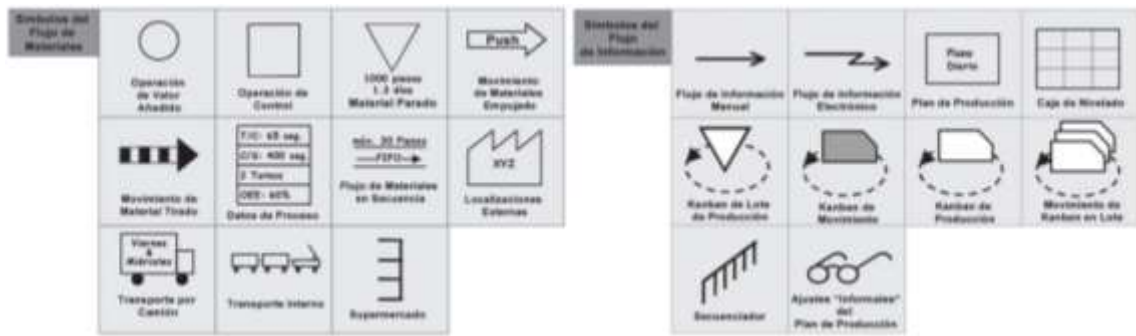 Símbolos del
Flujo de
Materiales
Operación
de Valor
Añadido
Operación de
Control
1000 piezas
1.3 días
Material Parado
Push
Movimiento
de Materiales
Empujado
Movimiento de
Material Tirado
T/C: 65 seg.
C/S: 400 seg.
2 Turnos
OEE: 60%
Datos de Proceso
máx. 20 Piezas
FIFO
Flujo de Materiales
en Secuencia
XYZ
Localizaciones
Externas
Viernes
&
Miércoles
Transporte por
Camión
Transporte Interno
Supermercado
Símbolos del
Flujo
de Información
Flujo de Información
Manual
Flujo de Información
Electrónico
Diario
Plan de Producción
Caja de Nivelado
Kanban de Lote
de Producción
Kanban de
Movimiento
Kanban de
Producción
Movimiento de
Kanban en Lote
Secuenciador
Ajustes "Informales"
del
Plan de Producción